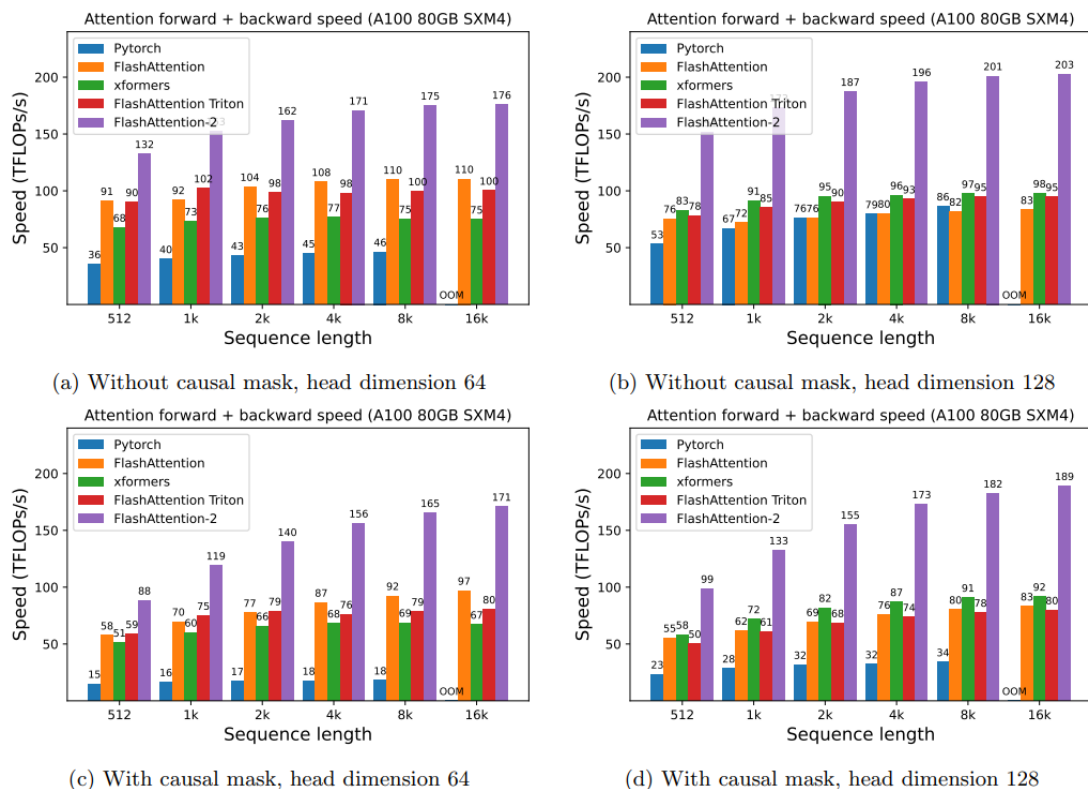 Attention forward + backward speed (A100 80GB SXM4)
Pytorch
FlashAttention
xformers
FlashAttention Triton
FlashAttention-2
Speed (TFLOPs/s)
200
150
100
50
36 91 68 90 132
40 92 73 102
43 104 76 98 162
45 108 77 98 171
46 110 75 100 175
OOM 110 75 100 176
512 1k 2k 4k 8k 16k
Sequence length
(a) Without causal mask, head dimension 64
Attention forward + backward speed (A100 80GB SXM4)
Pytorch
FlashAttention
xformers
FlashAttention Triton
FlashAttention-2
Speed (TFLOPs/s)
200
150
100
50
53 76 83 78
67 72 91 85
76 76 95 90 187
79 80 96 93 196
86 82 97 95 201
OOM 83 98 95 203
512 1k 2k 4k 8k 16k
Sequence length
(b) Without causal mask, head dimension 128
Attention forward + backward speed (A100 80GB SXM4)
Pytorch
FlashAttention
xformers
FlashAttention Triton
FlashAttention-2
Speed (TFLOPs/s)
200
150
100
50
15 58 51 59 88
16 70 60 75 119
17 77 66 79 140
18 87 68 76 156
18 92 69 79 165
OOM 97 67 80 171
512 1k 2k 4k 8k 16k
Sequence length
(c) With causal mask, head dimension 64
Attention forward + backward speed (A100 80GB SXM4)
Pytorch
FlashAttention
xformers
FlashAttention Triton
FlashAttention-2
Speed (TFLOPs/s)
200
150
100
50
23 55 58 50 99
28 62 72 61 133
32 69 82 68 155
32 76 87 74 173
34 80 91 78 182
OOM 83 92 80 189
512 1k 2k 4k 8k 16k
Sequence length
(d) With causal mask, head dimension 128